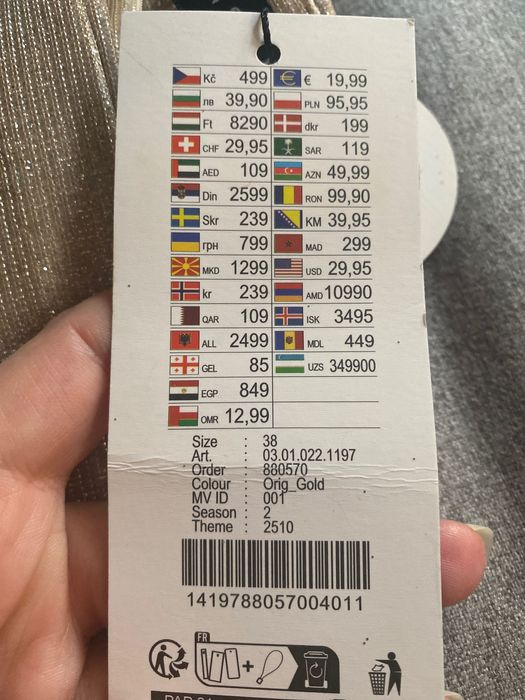 Kč 499 € 19,99
лв 39,90 PLN 95,95
Ft 8290 dkr 199
CHF 29,95 SAR 119
AED 109 AZN 49,99
Din 2599 RON 99,90
Skr 239 KM 39,95
грн 799 MAD 299
MKD 1299 USD 29,95
kr 239 AMD 10990
QAR 109 ISK 3495
ALL 2499 MDL 449
GEL 85 UZS 349900
EGP 849
OMR 12,99
Size : 38
Art. : 03.01.022.1197
Order : 880570
Colour : Orig_Gold
MV ID : 001
Season : 2
Theme : 2510
1419788057004011
FR